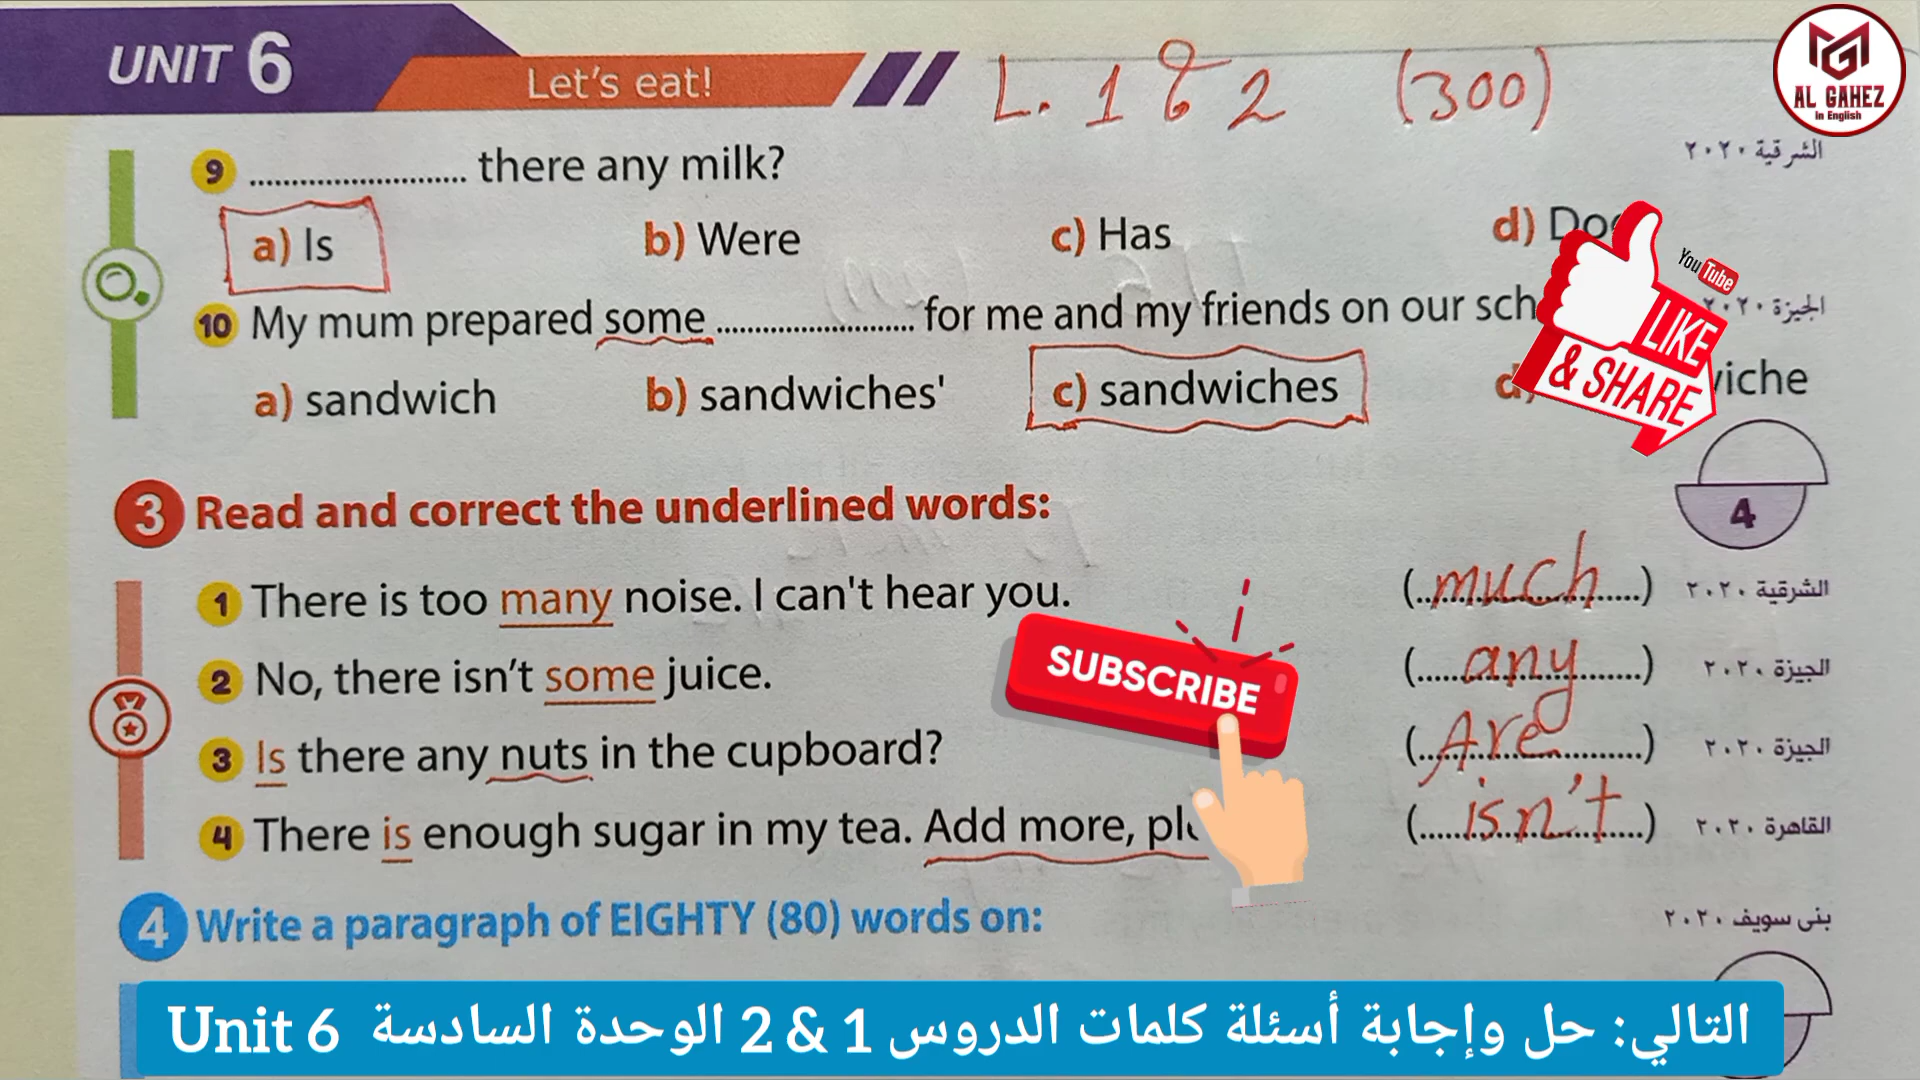 UNIT 6 Let's eat! L. 1 & 2 (300)
AL GAHEZ
in English
9 ............ there any milk? الشرقية ٢٠٢٠
a) Is b) Were c) Has d)
You Tube
10 My mum prepared some ............ for me and my friends on our الجيزة ٢٠٢٠
LIKE
& SHARE
a) sandwich b) sandwiches' c) sandwiches
4
3 Read and correct the underlined words:
1 There is too many noise. I can't hear you. (..much..) الشرقية ٢٠٢٠
2 No, there isn't some juice. (..any..) الجيزة ٢٠٢٠
SUBSCRIBE
3 Is there any nuts in the cupboard? (..Are..) الجيزة ٢٠٢٠
4 There is enough sugar in my tea. Add more, (..isn't..) القاهرة ٢٠٢٠
4 Write a paragraph of EIGHTY (80) words on: بنى سويف ٢٠٢٠
التالي: حل وإجابة أسئلة كلمات الدروس 1 & 2 الوحدة السادسة Unit 6